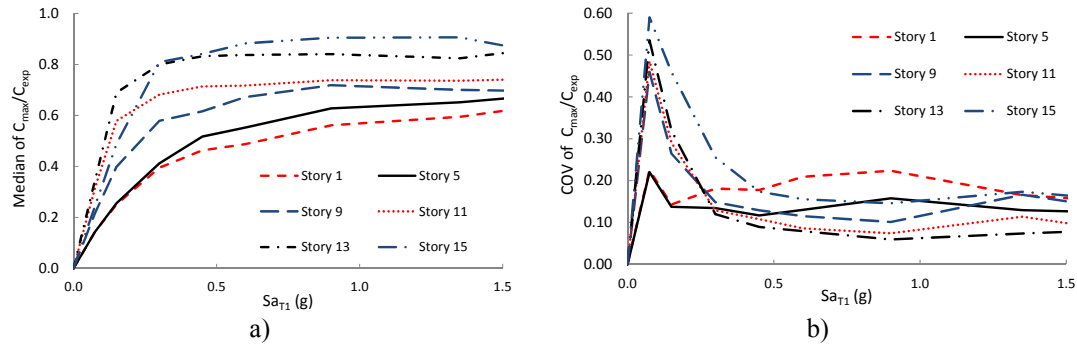 Median of C_max/C_exp
1.0
0.8
0.6
0.4
0.2
0.0
Story 1
Story 5
Story 9
Story 11
Story 13
Story 15
0.0
0.5
1.0
1.5
Sa_T1 (g)
a)
COV of C_max/C_exp
0.60
0.50
0.40
0.30
0.20
0.10
0.00
Story 1
Story 5
Story 9
Story 11
Story 13
Story 15
0.0
0.5
1.0
1.5
Sa_T1 (g)
b)